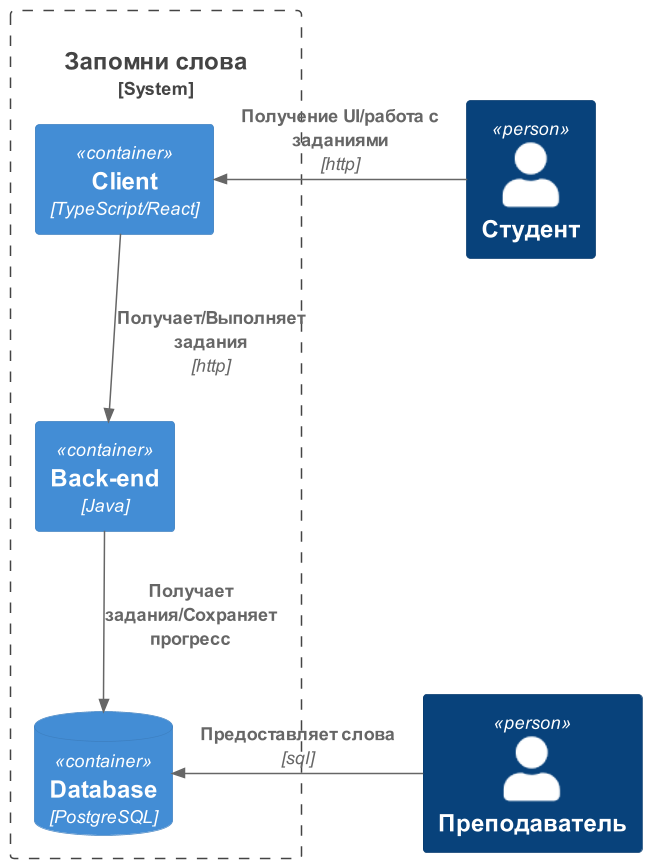 Запомни слова
[System]
Получение UI/работа с
заданиями
[http]
«person»
Студент
«container»
Client
[TypeScript/React]
Получает/Выполняет
задания
[http]
«container»
Back-end
[Java]
Получает
задания/Сохраняет
прогресс
Предоставляет слова
[sql]
«person»
Преподаватель
«container»
Database
[PostgreSQL]